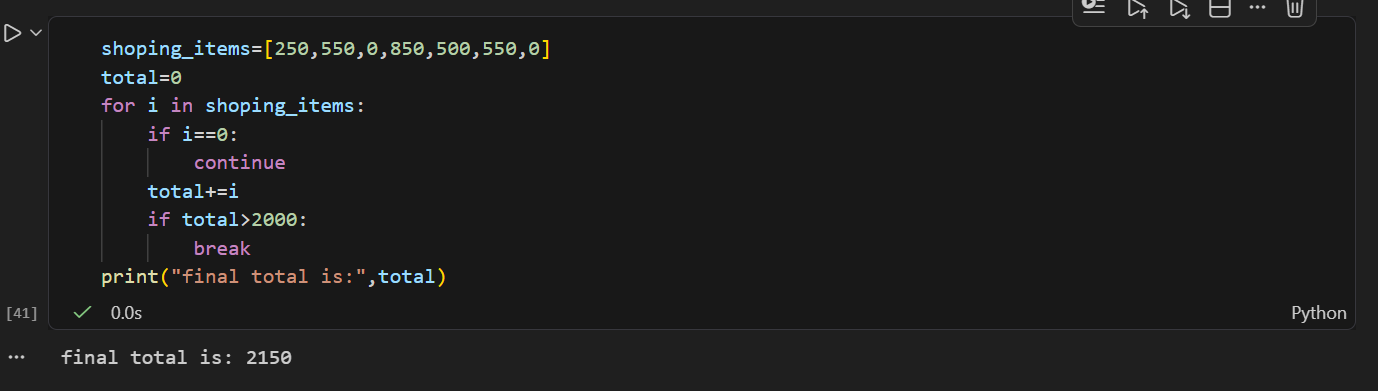 shoping_items=[250,550,0,850,500,550,0]
total=0
for i in shoping_items:
    if i==0:
        continue
    total+=i
    if total>2000:
        break
print("final total is:",total)
[41]
0.0s
Python
final total is: 2150